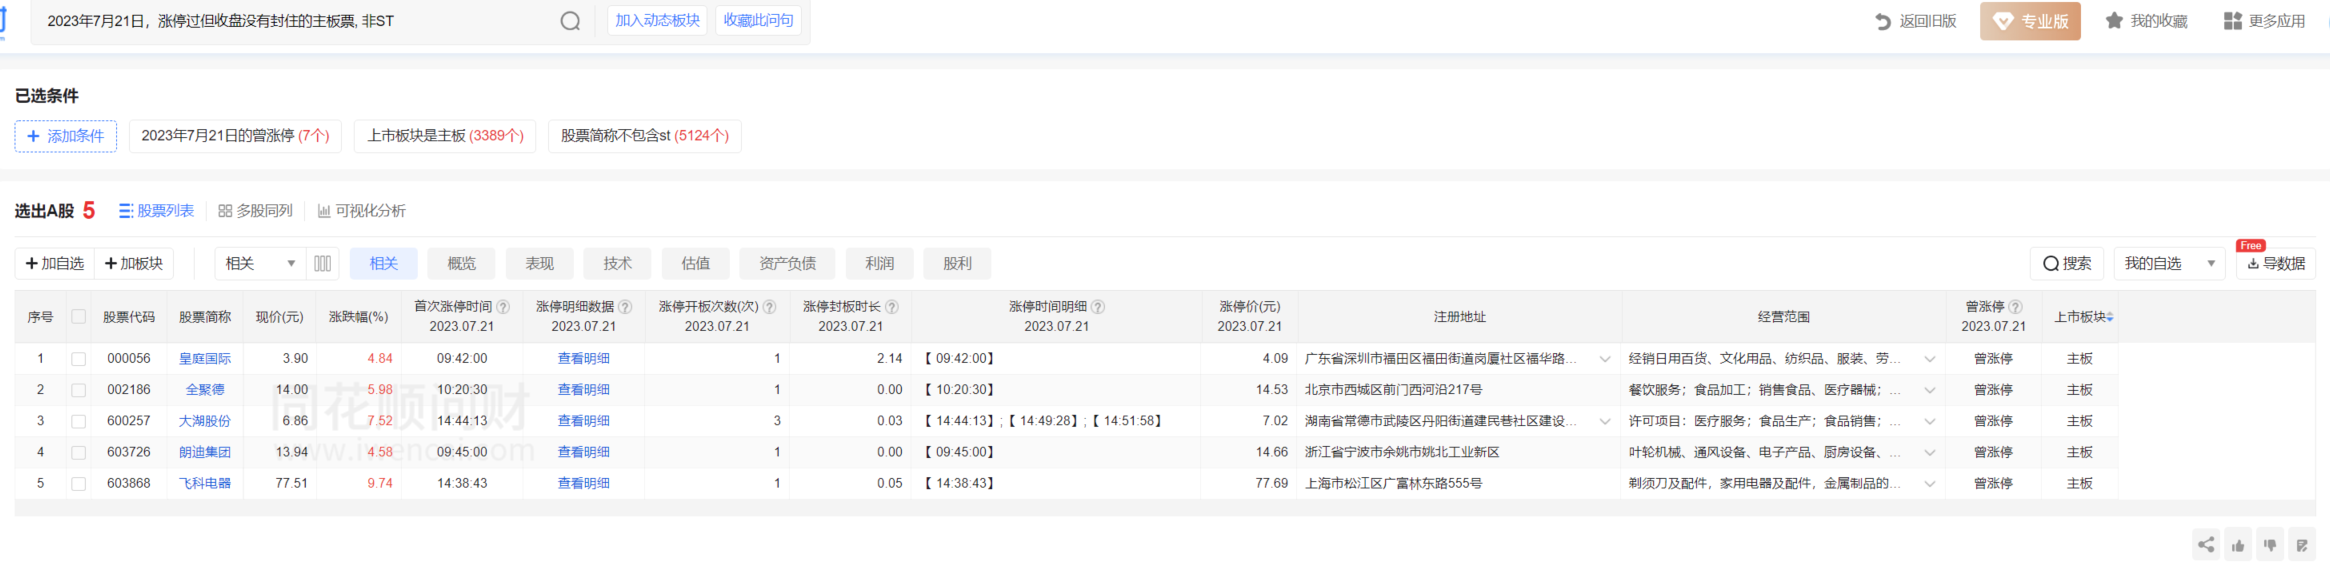 2023年7月21日，涨停过但收盘没有封住的主板票, 非ST
加入动态板块 收藏此问句 返回旧版 专业版 我的收藏 更多应用
已选条件
添加条件 2023年7月21日的曾涨停 (7个) 上市板块是主板 (3389个) 股票简称不包含st (5124个)
选出A股 5 股票列表 多股同列 可视化分析
加自选 加板块 相关 相关 概览 表现 技术 估值 资产负债 利润 股利 搜索 我的自选 Free 导数据
序号 股票代码 股票简称 现价(元) 涨跌幅(%) 首次涨停时间 2023.07.21 涨停明细数据 2023.07.21 涨停开板次数(次) 2023.07.21 涨停封板时长 2023.07.21 涨停时间明细 2023.07.21 涨停价(元) 2023.07.21 注册地址 经营范围 曾涨停 2023.07.21 上市板块
1 000056 皇庭国际 3.90 4.84 09:42:00 查看明细 1 2.14 【 09:42:00】 4.09 广东省深圳市福田区福田街道岗厦社区福华路... 经销日用百货、文化用品、纺织品、服装、劳... 曾涨停 主板
2 002186 全聚德 14.00 5.98 10:20:30 查看明细 1 0.00 【 10:20:30】 14.53 北京市西城区前门西河沿217号 餐饮服务；食品加工；销售食品、医疗器械；... 曾涨停 主板
3 600257 大湖股份 6.86 7.52 14:44:13 查看明细 3 0.03 【 14:44:13】;【 14:49:28】;【 14:51:58】 7.02 湖南省常德市武陵区丹阳街道建民巷社区建设... 许可项目：医疗服务；食品生产；食品销售；... 曾涨停 主板
4 603726 朗迪集团 13.94 4.58 09:45:00 查看明细 1 0.00 【 09:45:00】 14.66 浙江省宁波市余姚市姚北工业新区 叶轮机械、通风设备、电子产品、厨房设备、... 曾涨停 主板
5 603868 飞科电器 77.51 9.74 14:38:43 查看明细 1 0.05 【 14:38:43】 77.69 上海市松江区广富林东路555号 剃须刀及配件，家用电器及配件，金属制品的... 曾涨停 主板
同花顺问财
www.iwencai.com